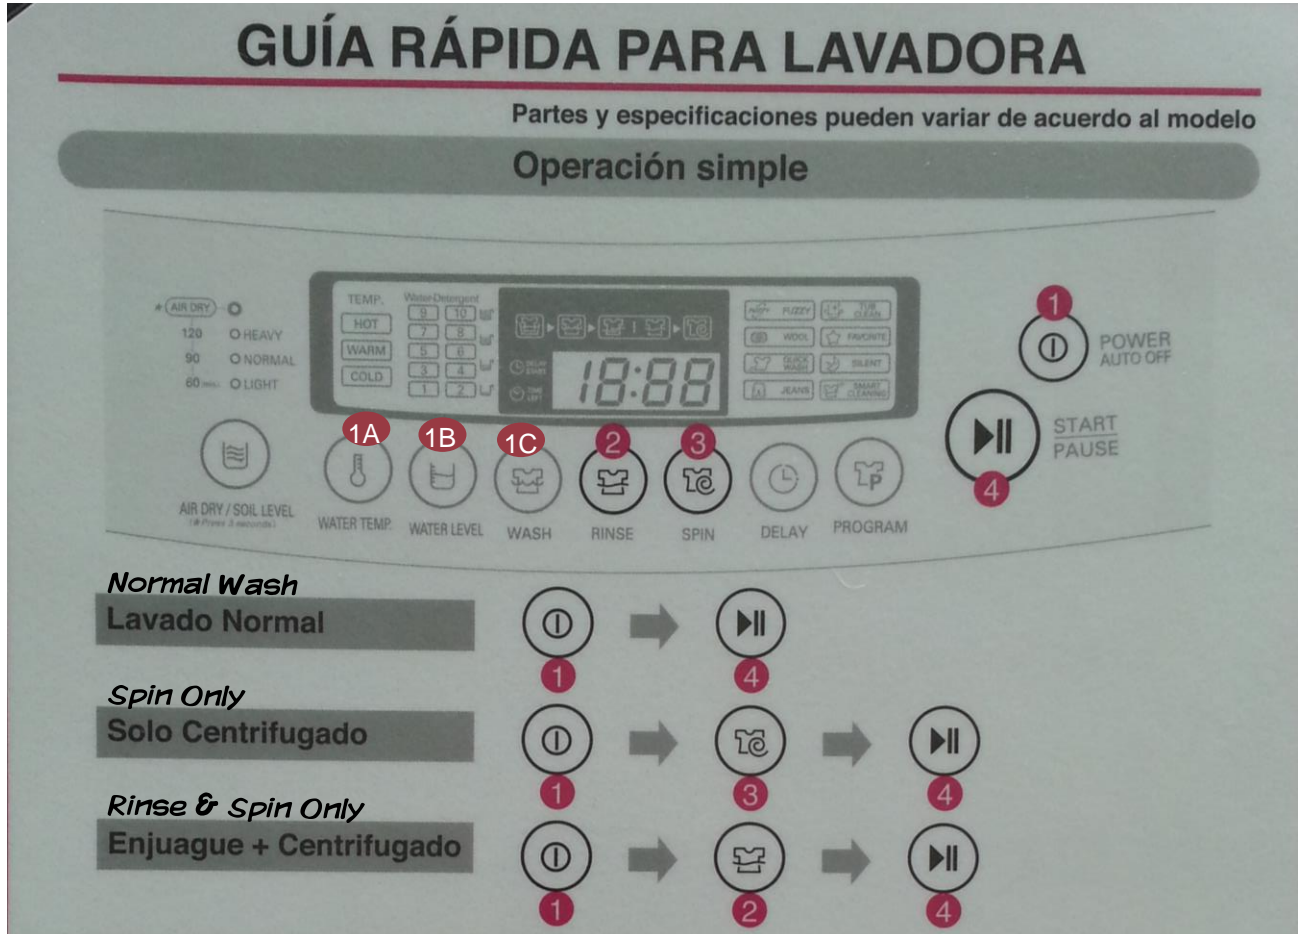 GUÍA RÁPIDA PARA LAVADORA
Partes y especificaciones pueden variar de acuerdo al modelo
Operación simple
AIR DRY
120 HEAVY
90 NORMAL
60 LIGHT
TEMP.
HOT
WARM
COLD
Water-Detergent
9 10
7 8
5 6
3 4
1 2
DELAY START
TIME LEFT
18:88
FUZZY TUB CLEAN
WOOL FAVORITE
QUICK WASH SILENT
JEANS SMART CLEANING
1
POWER
AUTO OFF
START
PAUSE
4
1A 1B 1C 2 3
AIR DRY / SOIL LEVEL
WATER TEMP. WATER LEVEL WASH RINSE SPIN DELAY PROGRAM
P
Normal Wash
Lavado Normal
1 4
Spin Only
Solo Centrifugado
1 3 4
Rinse & Spin Only
Enjuague + Centrifugado
1 2 4